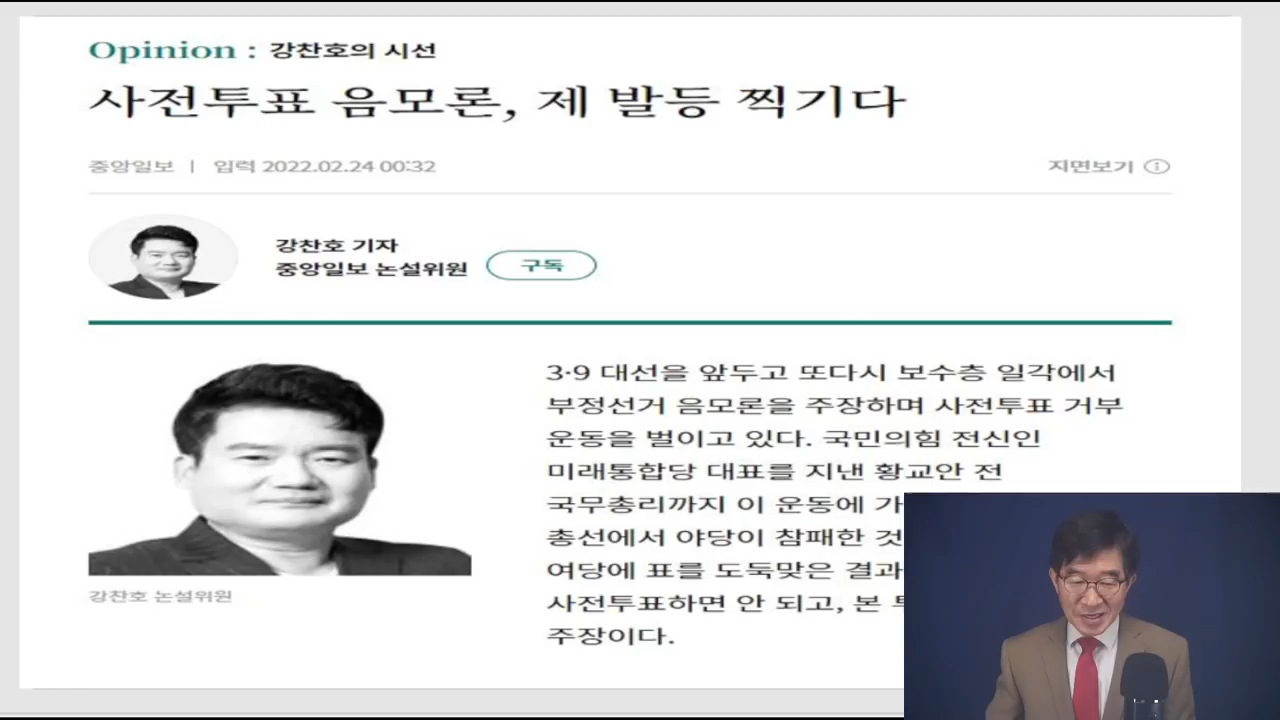 Opinion : 강찬호의 시선
사전투표 음모론, 제 발등 찍기다
중앙일보 | 입력 2022.02.24 00:32
지면보기
강찬호 기자
중앙일보 논설위원
구독
3·9 대선을 앞두고 또다시 보수층 일각에서
부정선거 음모론을 주장하며 사전투표 거부
운동을 벌이고 있다. 국민의힘 전신인
미래통합당 대표를 지낸 황교안 전
국무총리까지 이 운동에 가
총선에서 야당이 참패한 것
여당에 표를 도둑맞은 결과
사전투표하면 안 되고, 본
주장이다.
강찬호 논설위원